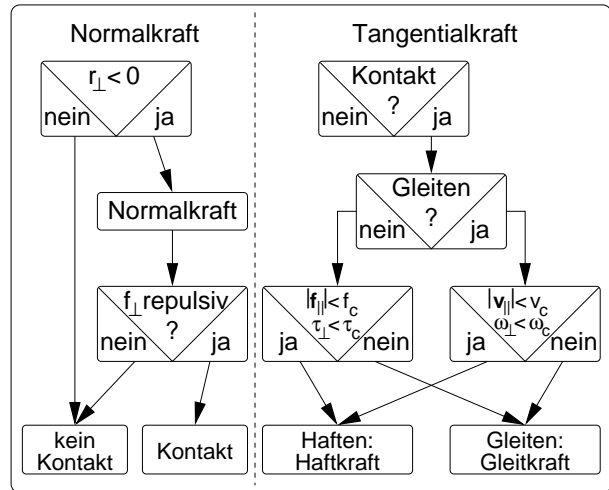 Normalkraft
r⊥< 0
nein
ja
Normalkraft
f⊥ repulsiv
?
nein
ja
kein
Kontakt
Kontakt
Tangentialkraft
Kontakt
?
nein
ja
Gleiten
?
nein
ja
|f|||< fc
τ⊥< τc
ja
nein
|v|||< vc
ω⊥< ωc
ja
nein
Haften:
Haftkraft
Gleiten:
Gleitkraft